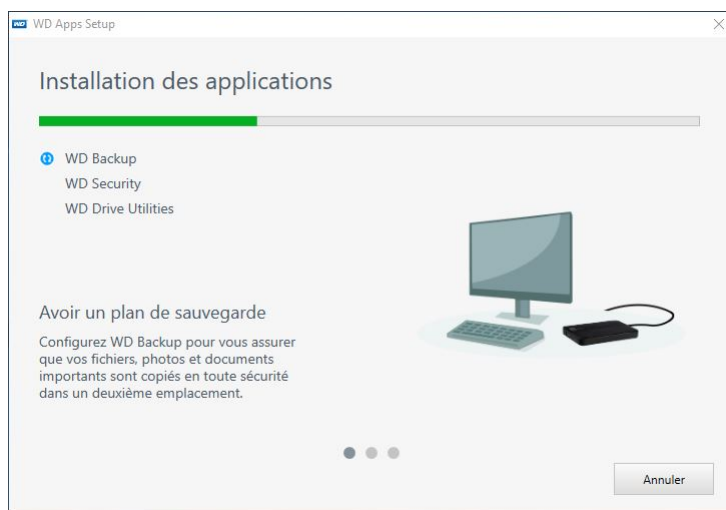 WD WD Apps Setup
Installation des applications
WD Backup
WD Security
WD Drive Utilities
Avoir un plan de sauvegarde
Configurez WD Backup pour vous assurer
que vos fichiers, photos et documents
importants sont copiés en toute sécurité
dans un deuxième emplacement.
Annuler